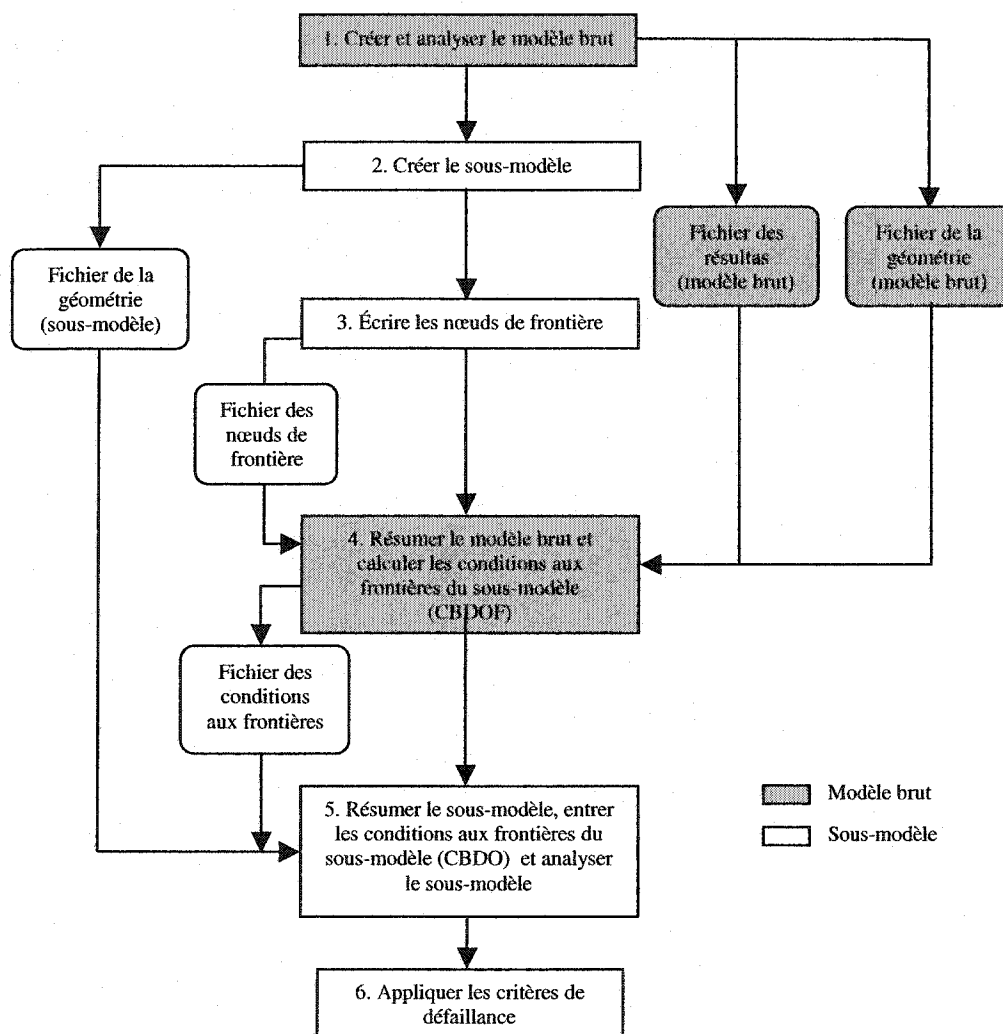 1. Créer et analyser le modèle brut
2. Créer le sous-modèle
Fichier de la
géométrie
(sous-modèle)
Fichier des
résultas
(modèle brut)
Fichier de la
géométrie
(modèle brut)
3. Écrire les nœuds de frontière
Fichier des
nœuds de
frontière
4. Résumer le modèle brut et
calculer les conditions aux
frontières du sous-modèle
(CBDOF)
Fichier des
conditions
aux frontières
5. Résumer le sous-modèle, entrer
les conditions aux frontières du
sous-modèle (CBDO) et analyser
le sous-modèle
Modèle brut
Sous-modèle
6. Appliquer les critères de
défaillance